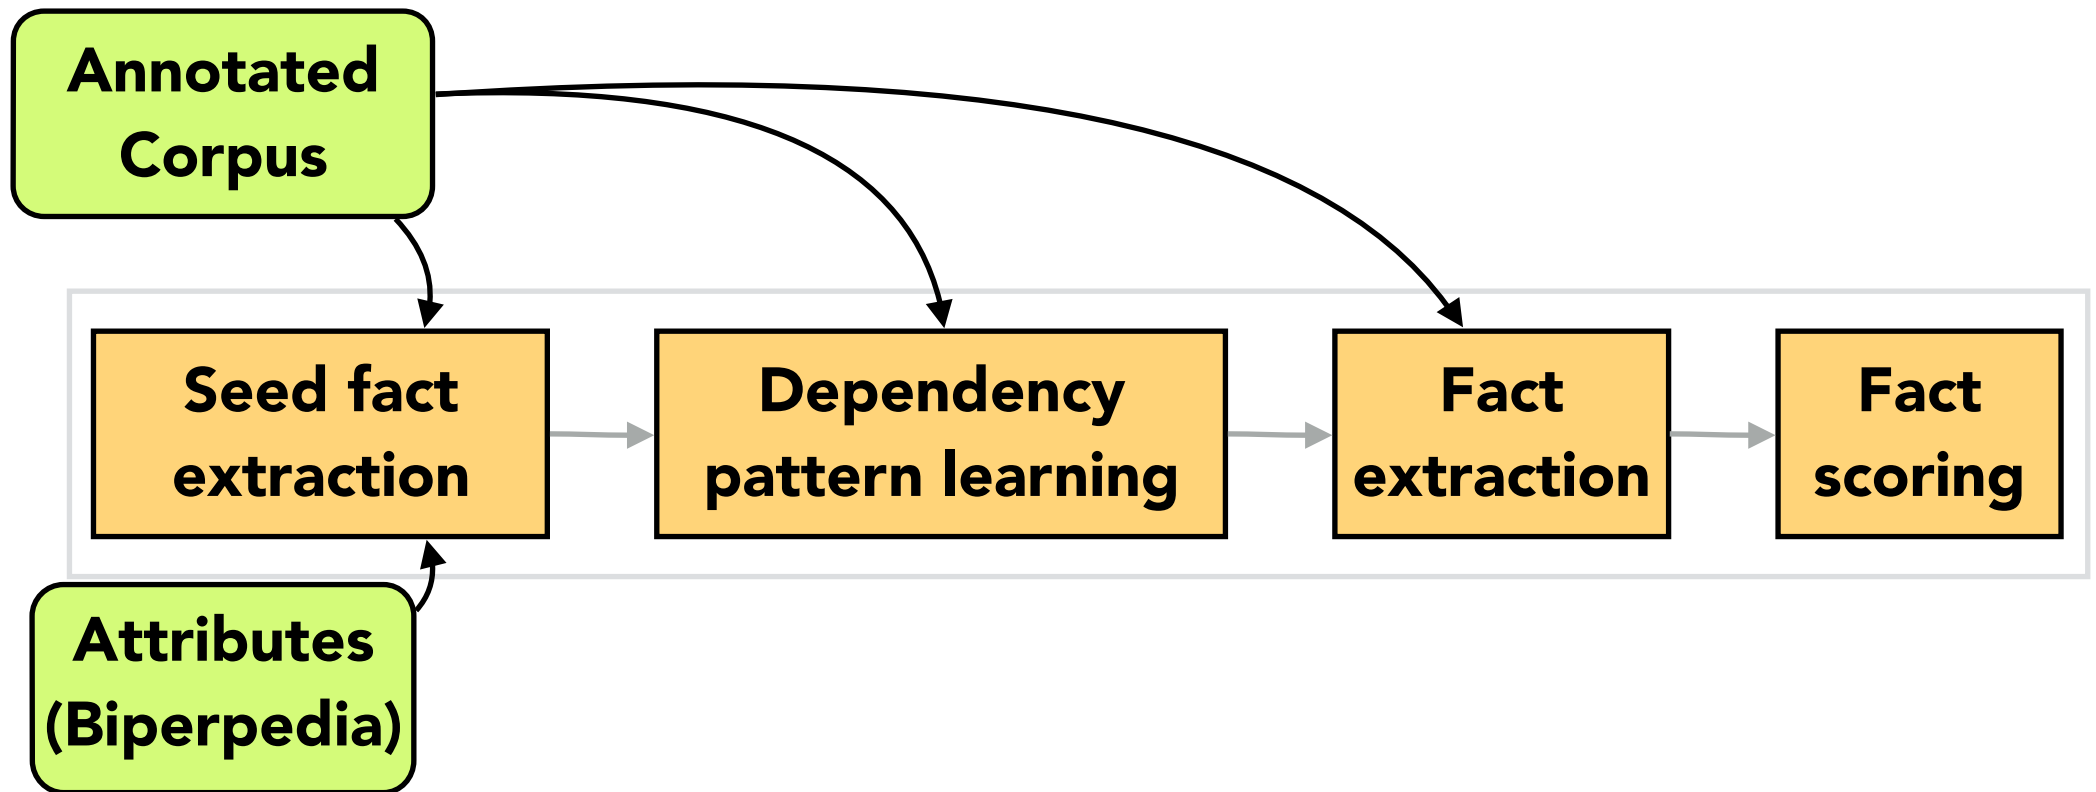 Annotated
Corpus
Seed fact
extraction
Dependency
pattern learning
Fact
extraction
Fact
scoring
Attributes
(Biperpedia)